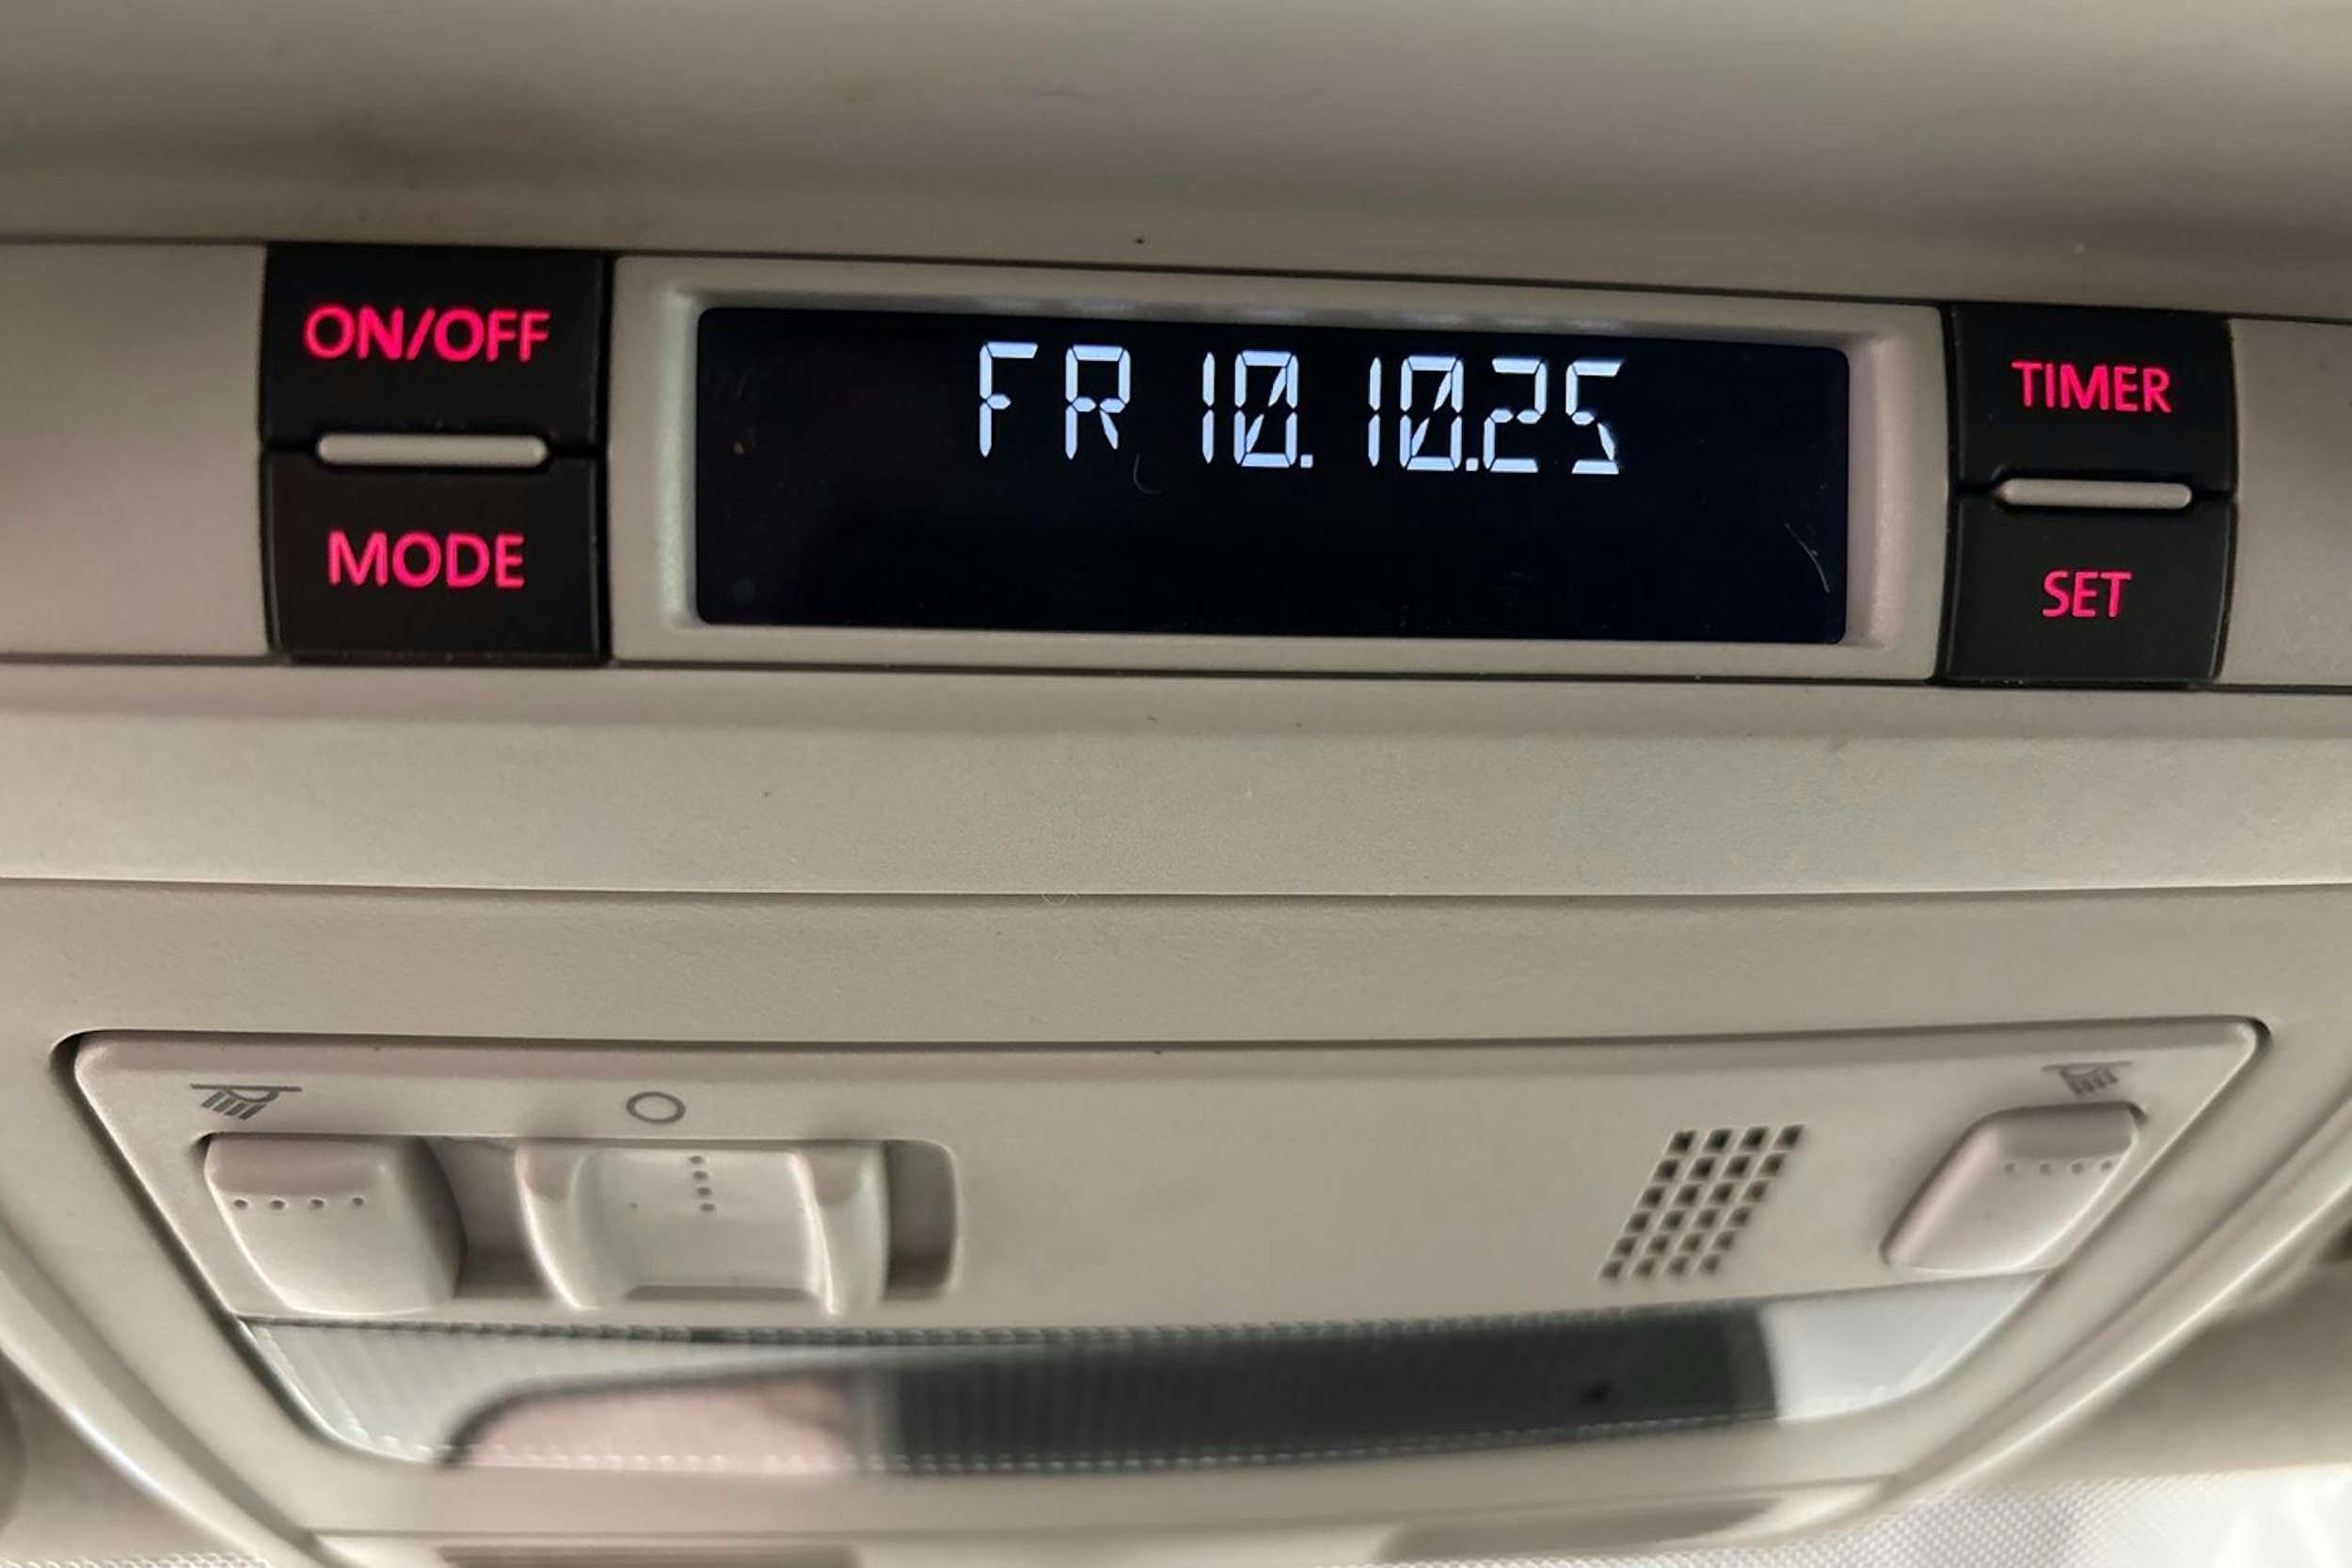 ON/OFF
MODE
FR 10.10.25
TIMER
SET